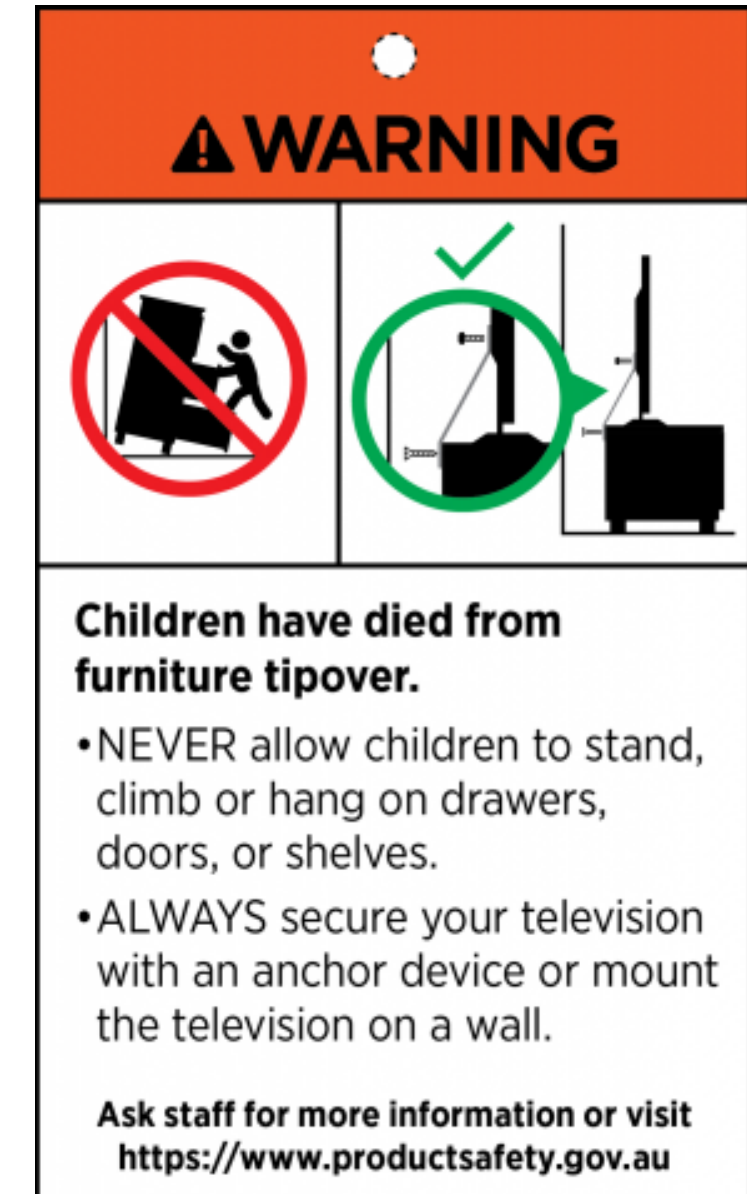 WARNING
Children have died from
furniture tipover.
•NEVER allow children to stand,
climb or hang on drawers,
doors, or shelves.
•ALWAYS secure your television
with an anchor device or mount
the television on a wall.
Ask staff for more information or visit
https://www.productsafety.gov.au